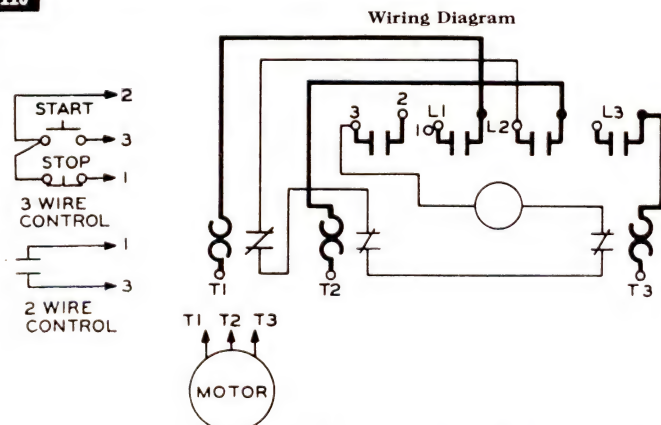 110
Wiring Diagram
START
2
3
STOP
1
3 WIRE
CONTROL
1
3
2 WIRE
CONTROL
3
2
L1
1
L2
L3
T1
T2
T3
T1 T2 T3
MOTOR